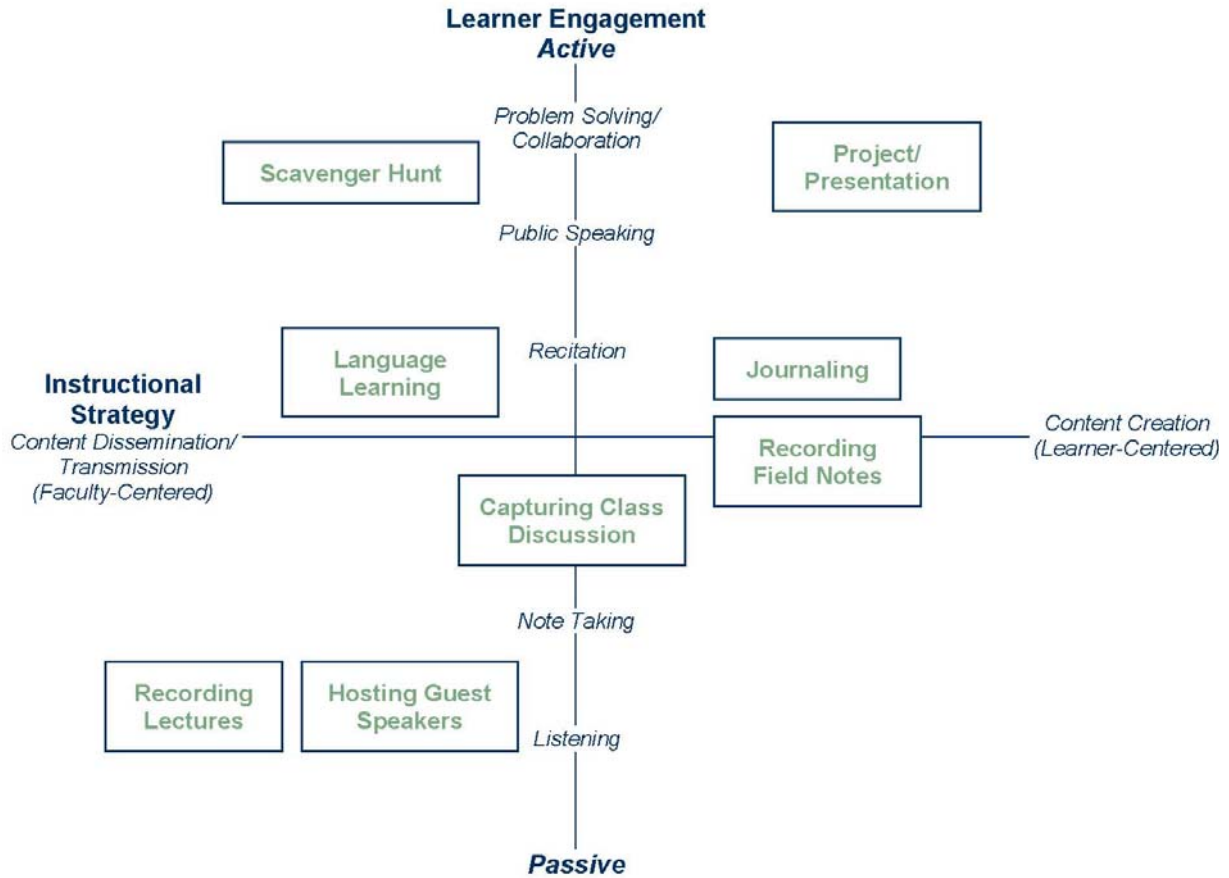 Learner Engagement
Active
Problem Solving/
Collaboration
Scavenger Hunt
Project/
Presentation
Public Speaking
Language
Learning
Recitation
Journaling
Instructional
Strategy
Content Dissemination/
Transmission
(Faculty-Centered)
Recording
Field Notes
Content Creation
(Learner-Centered)
Capturing Class
Discussion
Note Taking
Recording
Lectures
Hosting Guest
Speakers
Listening
Passive